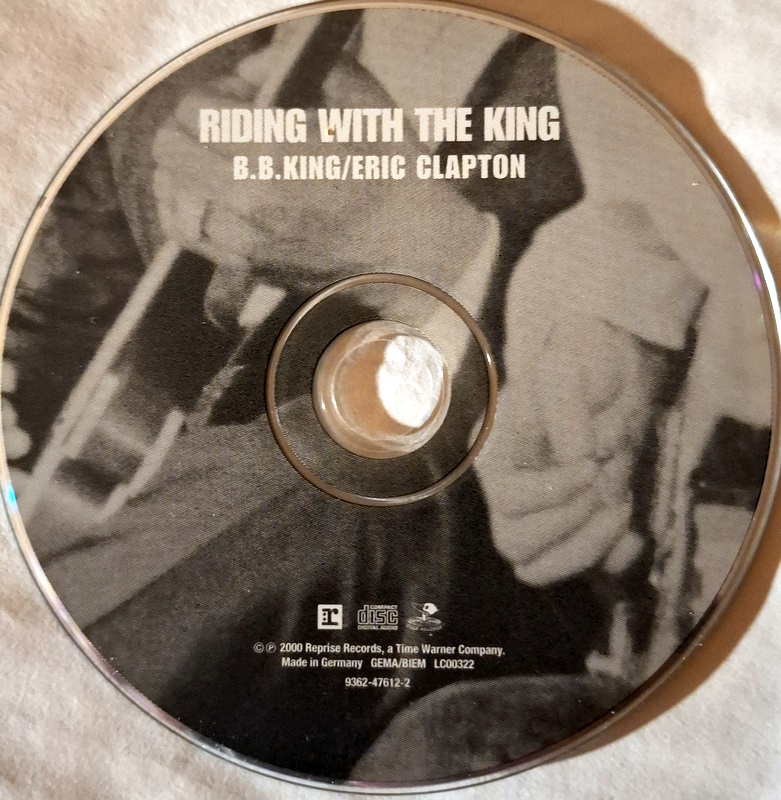 RIDING WITH THE KING
B.B.KING/ERIC CLAPTON
COMPACT
disc
DIGITAL AUDIO
©℗ 2000 Reprise Records, a Time Warner Company.
Made in Germany GEMA/BIEM LC00322
9362-47612-2